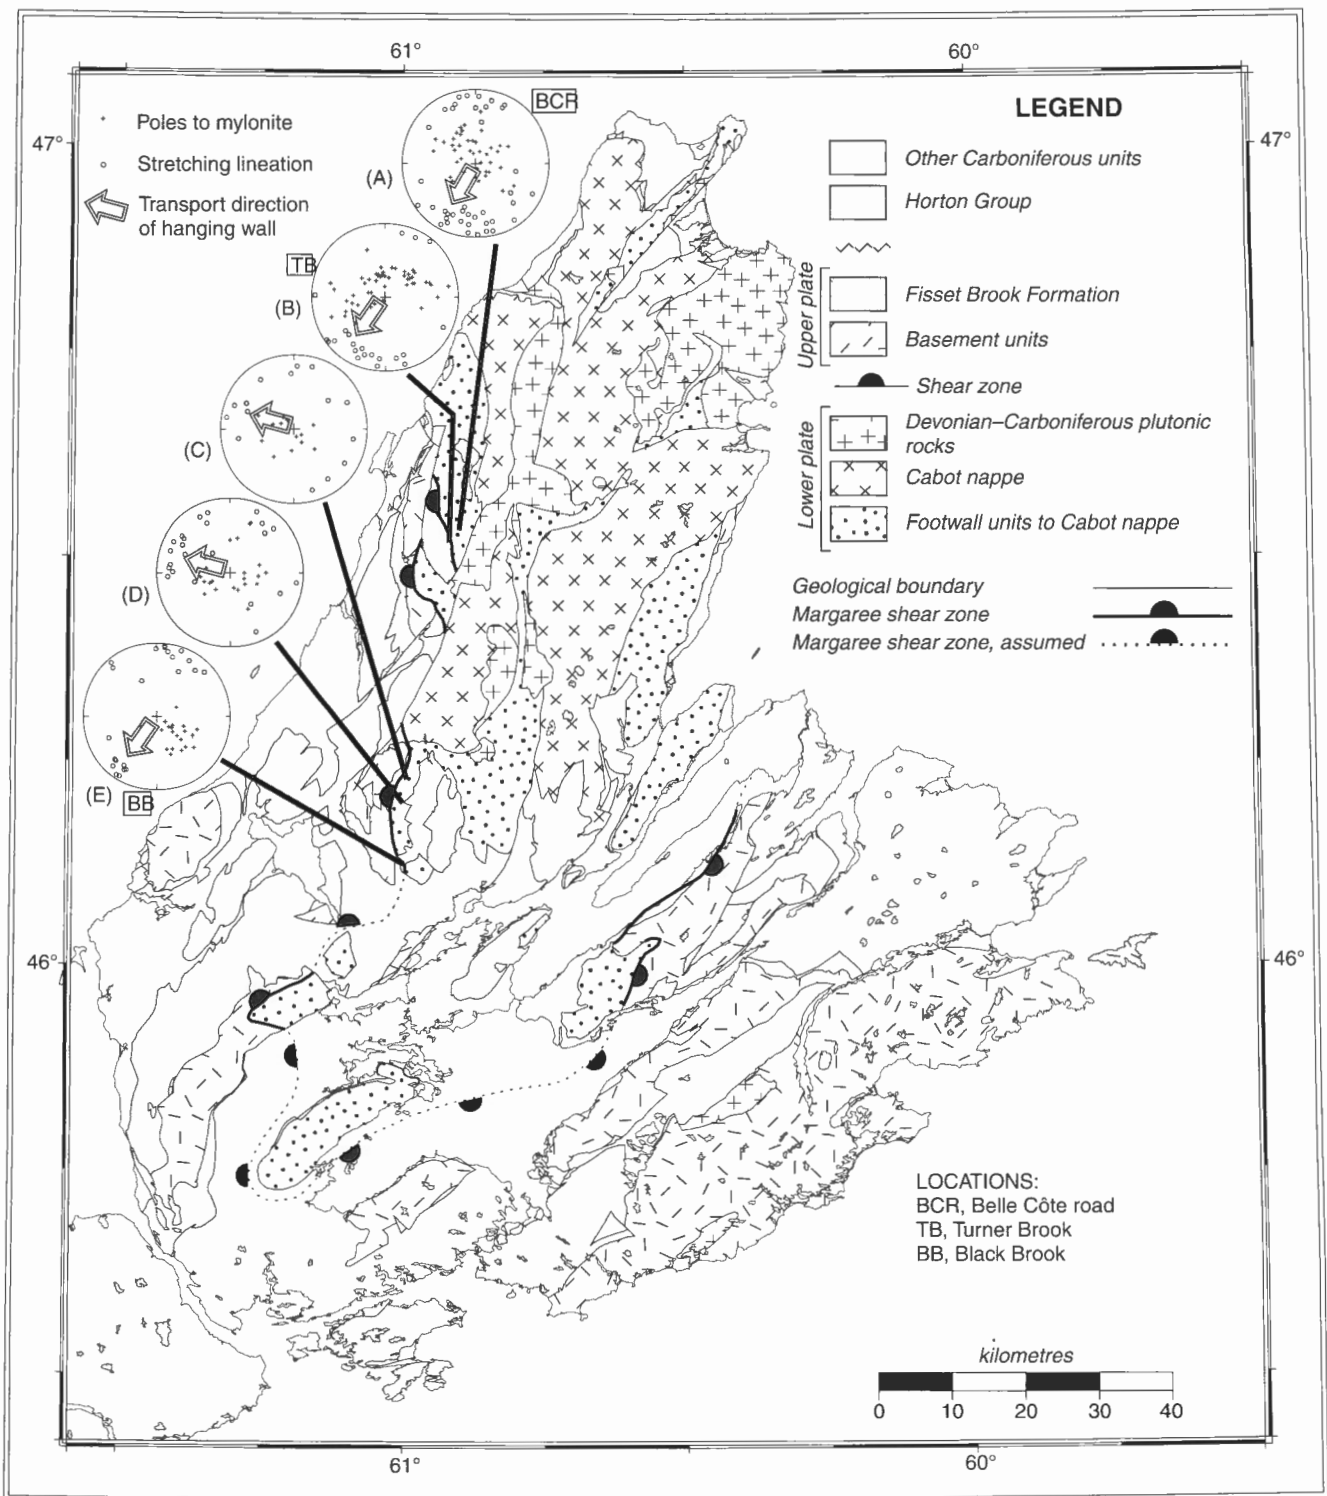 61°
60°
47°
47°
Poles to mylonite
Stretching lineation
Transport direction
of hanging wall
BCR
(A)
TB
(B)
(C)
(D)
(E)
BB
LEGEND
Other Carboniferous units
Horton Group
Upper plate
Fisset Brook Formation
Basement units
Shear zone
Lower plate
Devonian–Carboniferous plutonic
rocks
Cabot nappe
Footwall units to Cabot nappe
Geological boundary
Margaree shear zone
Margaree shear zone, assumed
46°
46°
LOCATIONS:
BCR, Belle Côte road
TB, Turner Brook
BB, Black Brook
kilometres
0 10 20 30 40
61°
60°